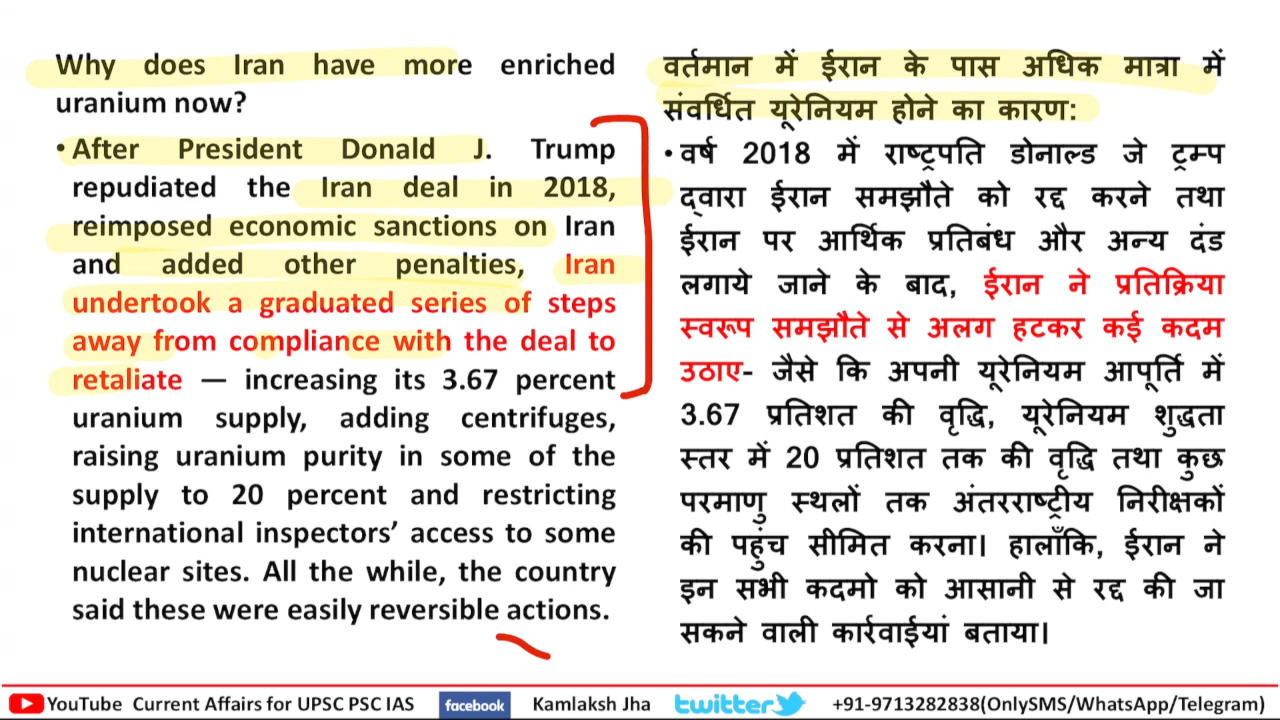 Why does Iran have more enriched
uranium now?
• After President Donald J. Trump
repudiated the Iran deal in 2018,
reimposed economic sanctions on Iran
and added other penalties, Iran
undertook a graduated series of steps
away from compliance with the deal to
retaliate — increasing its 3.67 percent
uranium supply, adding centrifuges,
raising uranium purity in some of the
supply to 20 percent and restricting
international inspectors’ access to some
nuclear sites. All the while, the country
said these were easily reversible actions.
वर्तमान में ईरान के पास अधिक मात्रा में
संवर्धित यूरेनियम होने का कारण:
• वर्ष 2018 में राष्ट्रपति डोनाल्ड जे ट्रम्प
द्वारा ईरान समझौते को रद्द करने तथा
ईरान पर आर्थिक प्रतिबंध और अन्य दंड
लगाये जाने के बाद, ईरान ने प्रतिक्रिया
स्वरूप समझौते से अलग हटकर कई कदम
उठाए- जैसे कि अपनी यूरेनियम आपूर्ति में
3.67 प्रतिशत की वृद्धि, यूरेनियम शुद्धता
स्तर में 20 प्रतिशत तक की वृद्धि तथा कुछ
परमाणु स्थलों तक अंतरराष्ट्रीय निरीक्षकों
की पहुंच सीमित करना। हालाँकि, ईरान ने
इन सभी कदमो को आसानी से रद्द की जा
सकने वाली कार्रवाईयां बताया।
YouTube Current Affairs for UPSC PSC IAS facebook Kamlaksh Jha twitter +91-9713282838(OnlySMS/WhatsApp/Telegram)